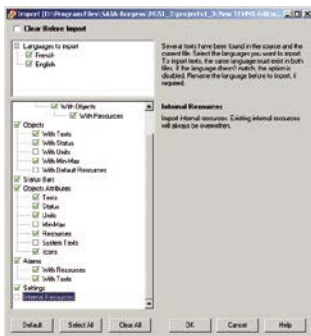 Import [D:\Program Files\SAIA-Burgess\PG5
Clear Before Import
Languages to import
French
English
Several texts have been found in the source and the
current file. Select the languages you want to import.
To import texts, the same language must exist in both
files. If the language doesn't match, the option is
disabled. Rename the language before to import, if
required.
With Objects
With Resources
Objects
With Texts
With Status
With Units
With Min-Max
With Default Resources
Status Bars
Objects Attributes
Texts
Status
Units
Min-Max
Resources
System Texts
Icons
Alarms
With Resources
With Texts
Settings
Internal Resources
Internal Resources
Import internal resources. Existing internal resources
will always be overwritten.
Default
Select All
Clear All
OK
Cancel
Help